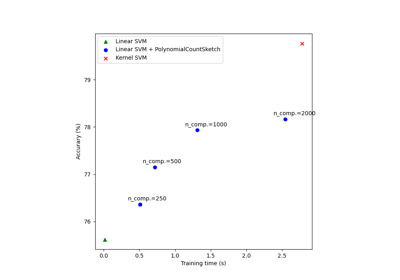 Linear SVM
Linear SVM + PolynomialCountSketch
Kernel SVM
79
n_comp.=2000
n_comp.=1000
78
n_comp.=500
77
n_comp.=250
76
Accurary (%)
0.0 0.5 1.0 1.5 2.0 2.5
Training time (s)